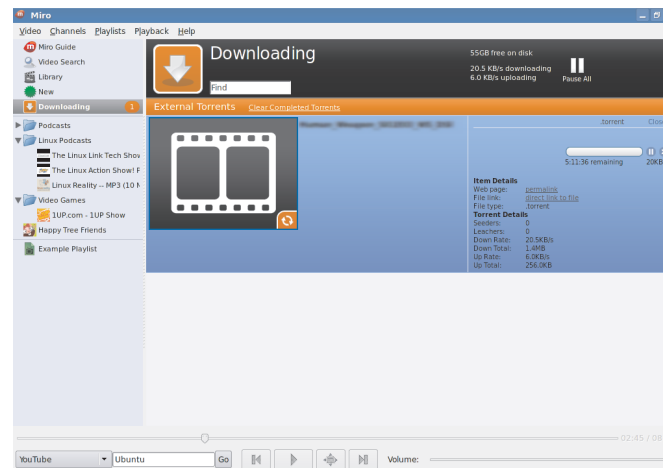 Miro
Video Channels Playlists Playback Help
Miro Guide
Video Search
Library
New
Downloading 1
Podcasts
Linux Podcasts
The Linux Link Tech Show
The Linux Action Show! F
Linux Reality -- MP3 (10 M
Video Games
1UP.com - 1UP Show
Happy Tree Friends
Example Playlist
Downloading
Find
55GB free on disk
20.5 KB/s downloading
6.0 KB/s uploading
Pause All
External Torrents Clear Completed Torrents
.torrent Close
5:11:36 remaining 20KB
Item Details
Web page: permalink
File link: direct link to file
File type: .torrent
Torrent Details
Seeders: 0
Leachers: 0
Down Rate: 20.5KB/s
Down Total: 1.4MB
Up Rate: 6.0KB/s
Up Total: 256.0KB
02:45 / 08
YouTube Ubuntu Go Volume: